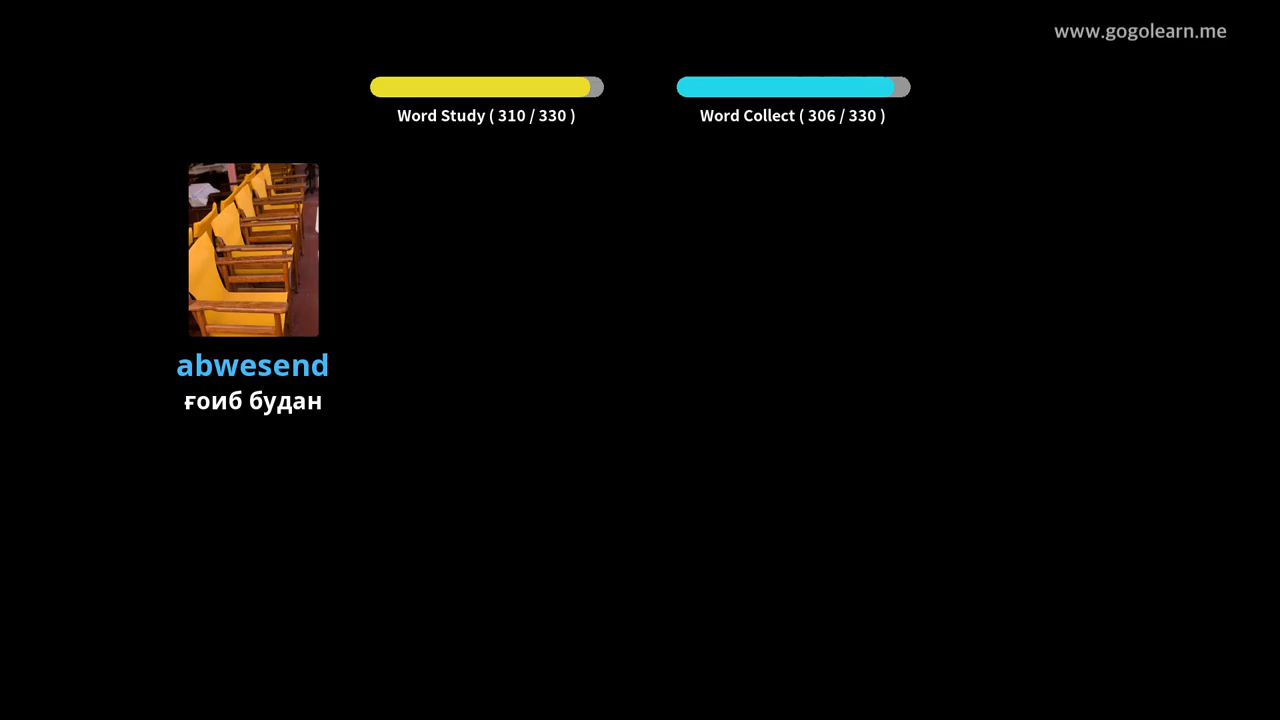 www.gogolearn.me
Word Study ( 310 / 330 )
Word Collect ( 306 / 330 )
abwesend
ғоиб будан